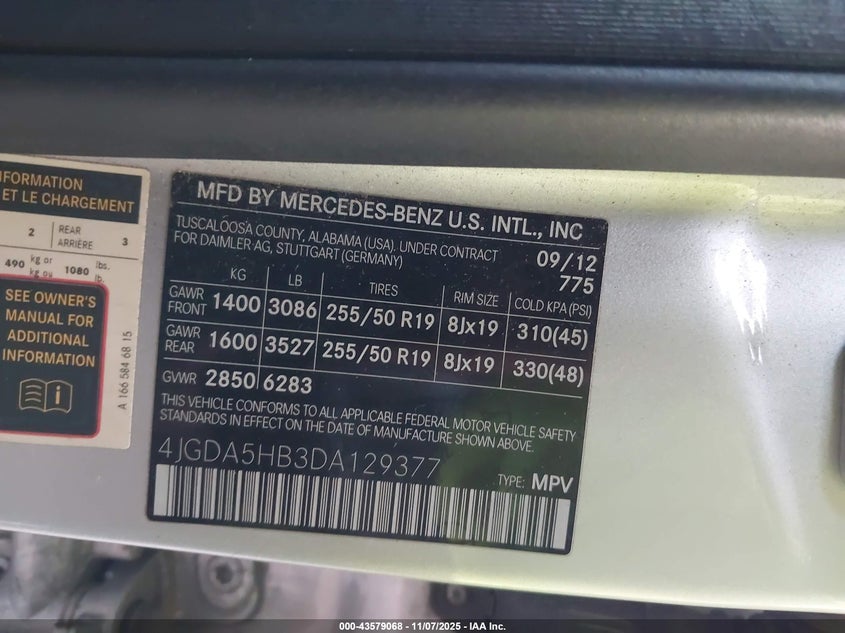 NFORMATION
ET LE CHARGEMENT
2 REAR ARRIÈRE 3
490 kg or kg ou 1080 lbs. lb.
SEE OWNER'S
MANUAL FOR
ADDITIONAL
INFORMATION
A 166 584 68 15
MFD BY MERCEDES-BENZ U.S. INTL., INC
TUSCALOOSA COUNTY, ALABAMA (USA). UNDER CONTRACT
FOR DAIMLER AG, STUTTGART (GERMANY)
09/12
775
KG LB TIRES RIM SIZE COLD KPA (PSI)
GAWR FRONT 1400 3086 255/50 R19 8Jx19 310(45)
GAWR REAR 1600 3527 255/50 R19 8Jx19 330(48)
GVWR 2850 6283
THIS VEHICLE CONFORMS TO ALL APPLICABLE FEDERAL MOTOR VEHICLE SAFETY
STANDARDS IN EFFECT ON THE DATE OF MANUFACTURE SHOWN ABOVE.
4JGDA5HB3DA129377
TYPE: MPV
000-43579068 - 11/07/2025 - IAA Inc.